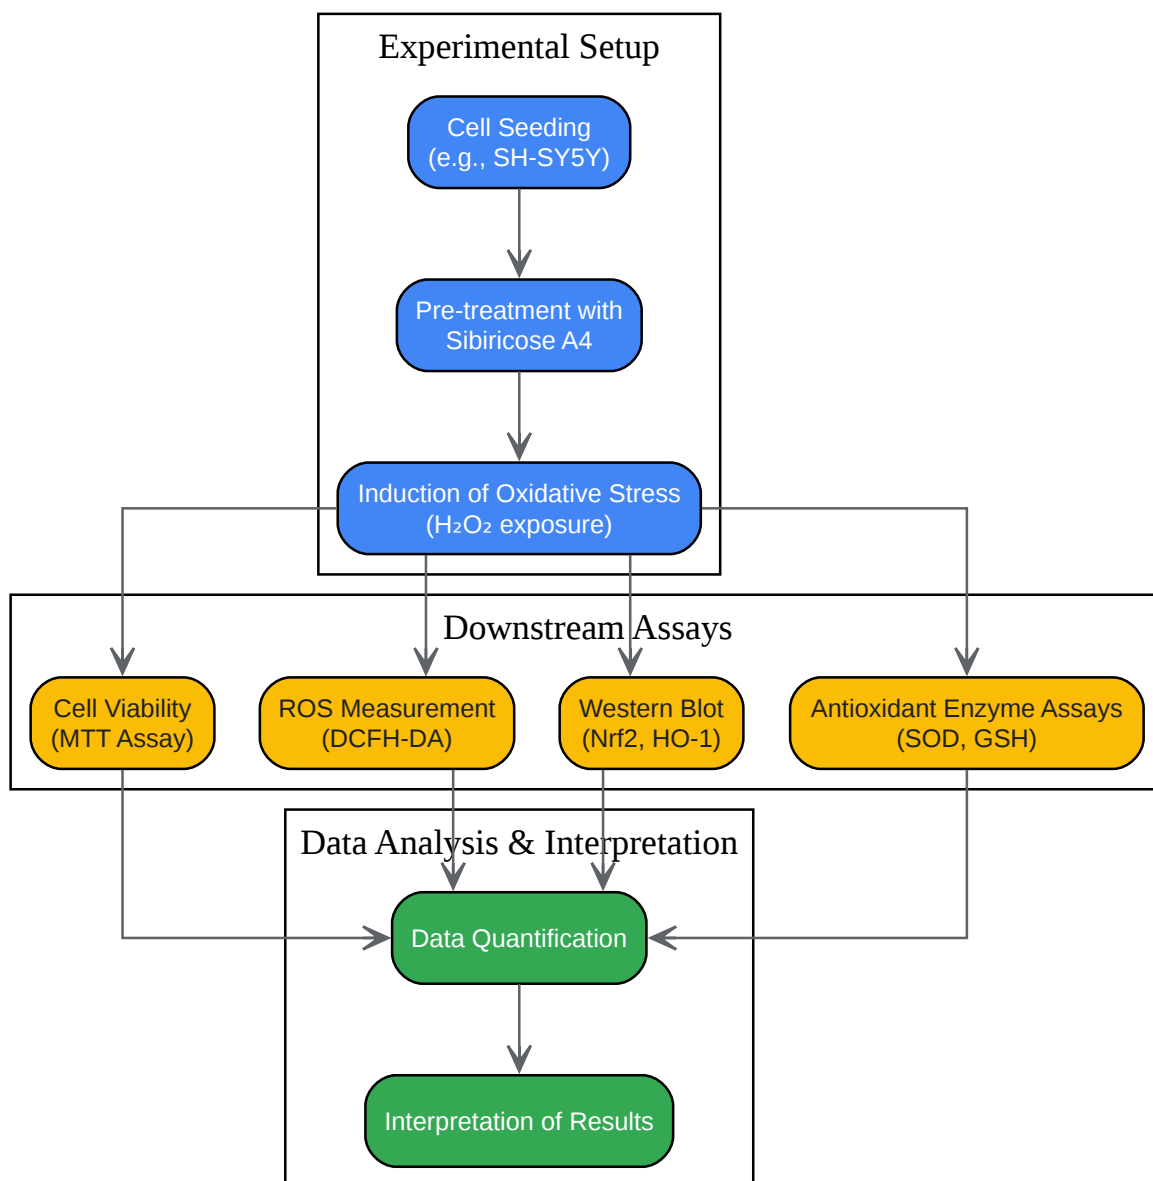 Experimental Setup
Cell Seeding
(e.g., SH-SY5Y)
Pre-treatment with
Sibiricose A4
Induction of Oxidative Stress
(H₂O₂ exposure)
Downstream Assays
Cell Viability
(MTT Assay)
ROS Measurement
(DCFH-DA)
Western Blot
(Nrf2, HO-1)
Antioxidant Enzyme Assays
(SOD, GSH)
Data Analysis & Interpretation
Data Quantification
Interpretation of Results